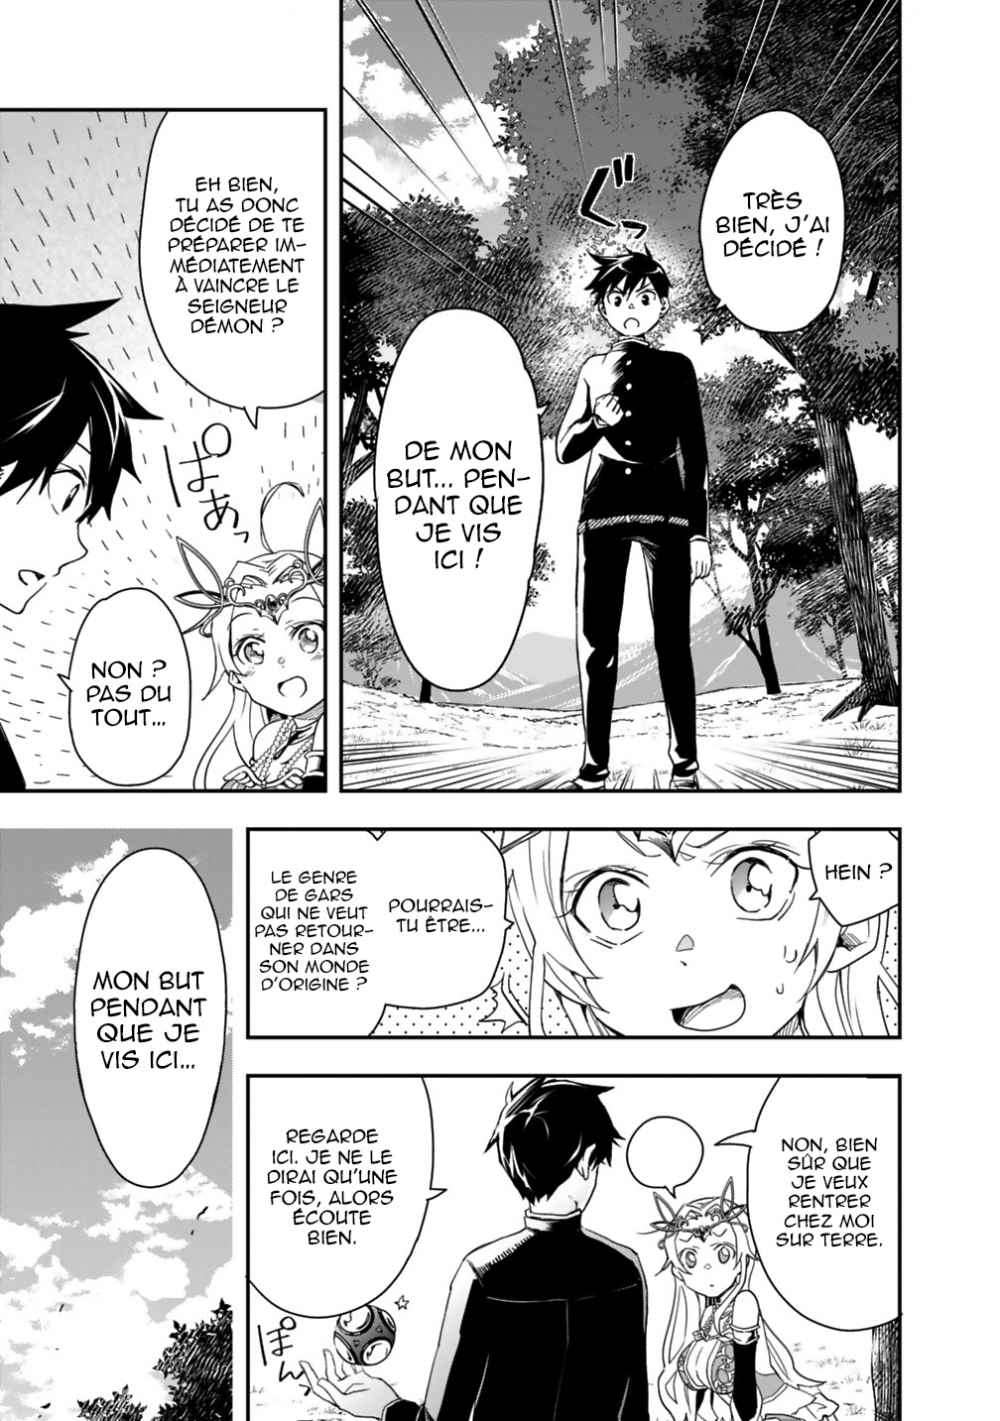 TRÈS
BIEN, J'AI
DÉCIDÉ !
ぐっ
DE MON
BUT... PEN-
DANT QUE
JE VIS
ICI !
EH BIEN,
TU AS DONC
DÉCIDÉ DE TE
PRÉPARER IM-
MÉDIATEMENT
À VAINCRE LE
SEIGNEUR
DÉMON ?
ぱあっ
NON ?
PAS DU
TOUT...
HEIN ?
POURRAIS-
TU ÊTRE...
LE GENRE
DE GARS
QUI NE VEUT
PAS RETOUR-
NER DANS
SON MONDE
D'ORIGINE ?
NON, BIEN
SÛR QUE
JE VEUX
RENTRER
CHEZ MOI
SUR TERRE.
REGARDE
ICI. JE NE LE
DIRAI QU'UNE
FOIS, ALORS
ÉCOUTE
BIEN.
ぽん
MON BUT
PENDANT
QUE JE
VIS ICI...